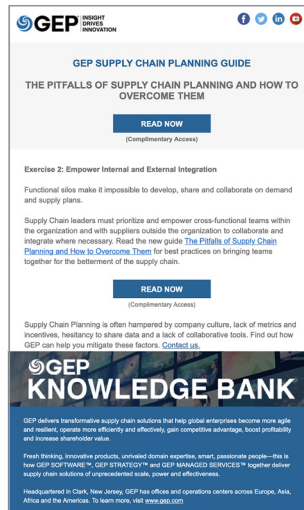 GEP INSIGHT
DRIVES
INNOVATION
GEP SUPPLY CHAIN PLANNING GUIDE
THE PITFALLS OF SUPPLY CHAIN PLANNING AND HOW TO
OVERCOME THEM
READ NOW
(Complimentary Access)
Exercise 2: Empower Internal and External Integration
Functional silos make it impossible to develop, share and collaborate on demand
and supply plans.
Supply Chain leaders must prioritize and empower cross-functional teams within
the organization and with suppliers outside the organization to collaborate and
integrate where necessary. Read the new guide The Pitfalls of Supply Chain
Planning and How to Overcome Them for best practices on bringing teams
together for the betterment of the supply chain.
READ NOW
(Complimentary Access)
Supply Chain Planning is often hampered by company culture, lack of metrics and
incentives, hesitancy to share data and a lack of collaborative tools. Find out how
GEP can help you mitigate these factors. Contact us.
GEP
KNOWLEDGE BANK
GEP delivers transformative supply chain solutions that help global enterprises become more agile
and resilient, operate more efficiently and effectively, gain competitive advantage, boost profitability
and increase shareholder value.
Fresh thinking, innovative products, unrivaled domain expertise, smart, passionate people—this is
how GEP SOFTWARE™, GEP STRATEGY™ and GEP MANAGED SERVICES™ together deliver
supply chain solutions of unprecedented scale, power and effectiveness.
Headquartered in Clark, New Jersey, GEP has offices and operations centers across Europe, Asia,
Africa and the Americas. To learn more, visit www.gep.com